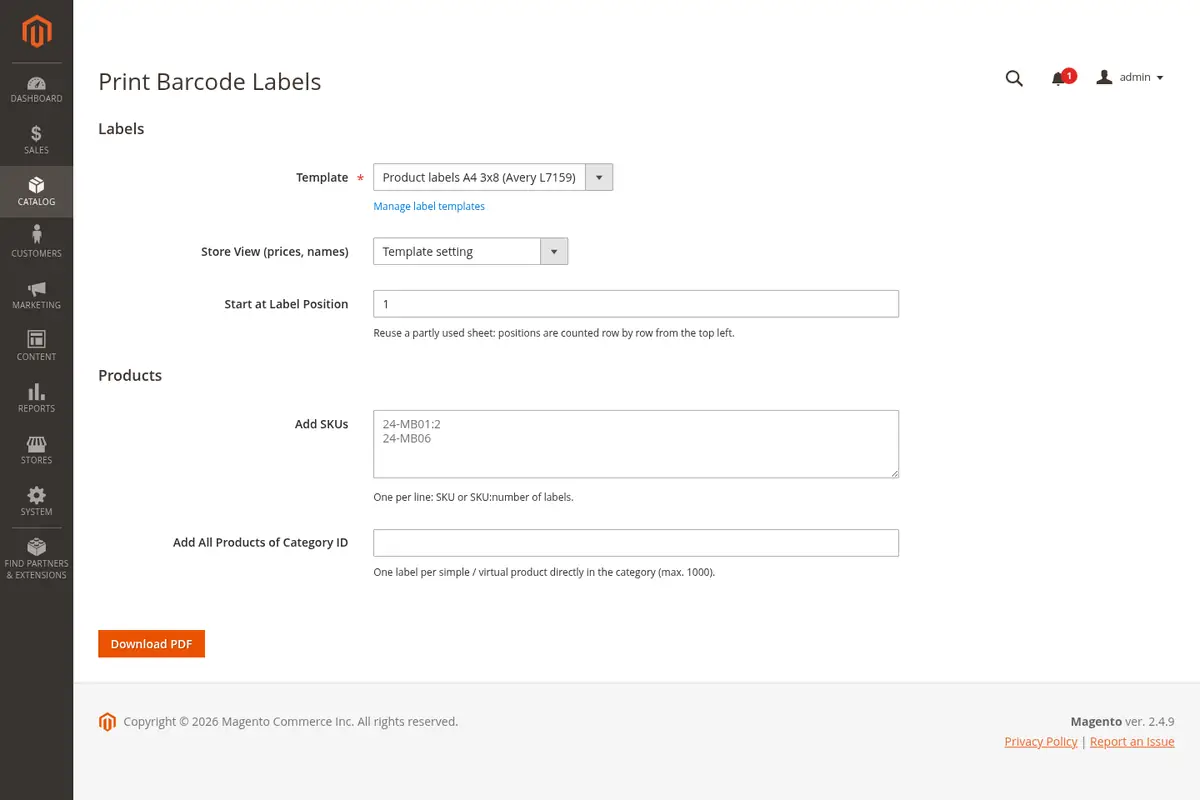 Print Barcode Labels
1
admin
DASHBOARD
SALES
CATALOG
CUSTOMERS
MARKETING
CONTENT
REPORTS
STORES
SYSTEM
FIND PARTNERS
& EXTENSIONS
Labels
Template *
Product labels A4 3x8 (Avery L7159)
Manage label templates
Store View (prices, names)
Template setting
Start at Label Position
1
Reuse a partly used sheet: positions are counted row by row from the top left.
Products
Add SKUs
24-MB01:2
24-MB06
One per line: SKU or SKU:number of labels.
Add All Products of Category ID
One label per simple / virtual product directly in the category (max. 1000).
Download PDF
Copyright © 2026 Magento Commerce Inc. All rights reserved.
Magento ver. 2.4.9
Privacy Policy | Report an Issue